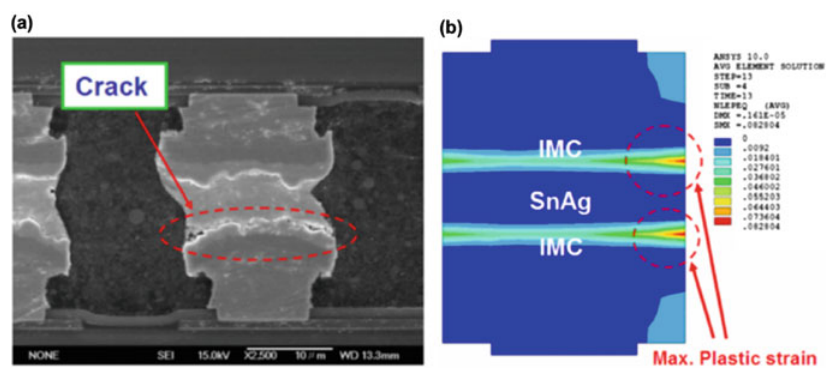 (a)
Crack
NONE SEI 15.0kV X2,500 10μm WD 13.3mm
(b)
ANSYS 10.0
AVG ELEMENT SOLUTION
STEP=13
SUB =4
TIME=13
NLEPEQ (AVG)
DMX =.161E-05
SMX =.082804
0
.0092
.018401
.027601
.036802
.046002
.055203
.064403
.073604
.082804
IMC
SnAg
IMC
Max. Plastic strain